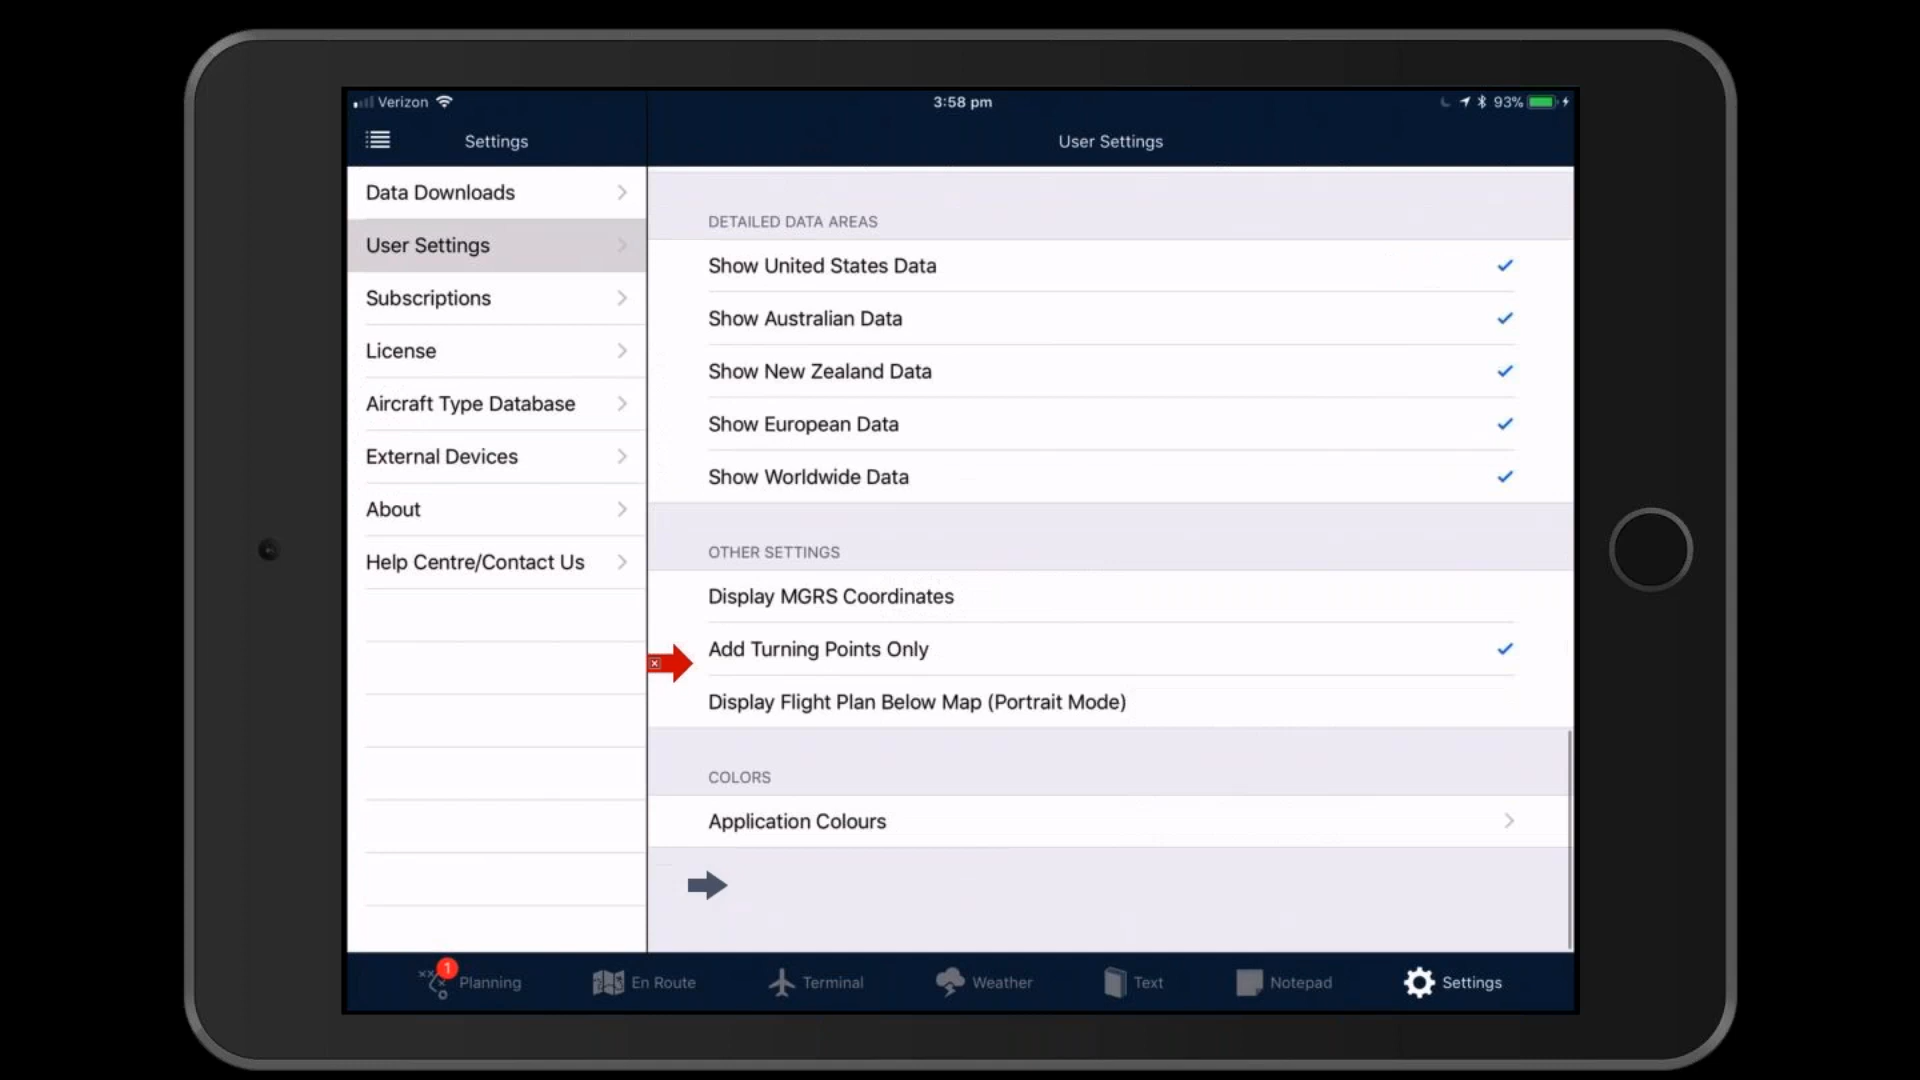 Verizon
3:58 pm
93%
Settings
User Settings
Data Downloads
User Settings
Subscriptions
License
Aircraft Type Database
External Devices
About
Help Centre/Contact Us
DETAILED DATA AREAS
Show United States Data
Show Australian Data
Show New Zealand Data
Show European Data
Show Worldwide Data
OTHER SETTINGS
Display MGRS Coordinates
Add Turning Points Only
Display Flight Plan Below Map (Portrait Mode)
COLORS
Application Colours
1
Planning
En Route
Terminal
Weather
Text
Notepad
Settings